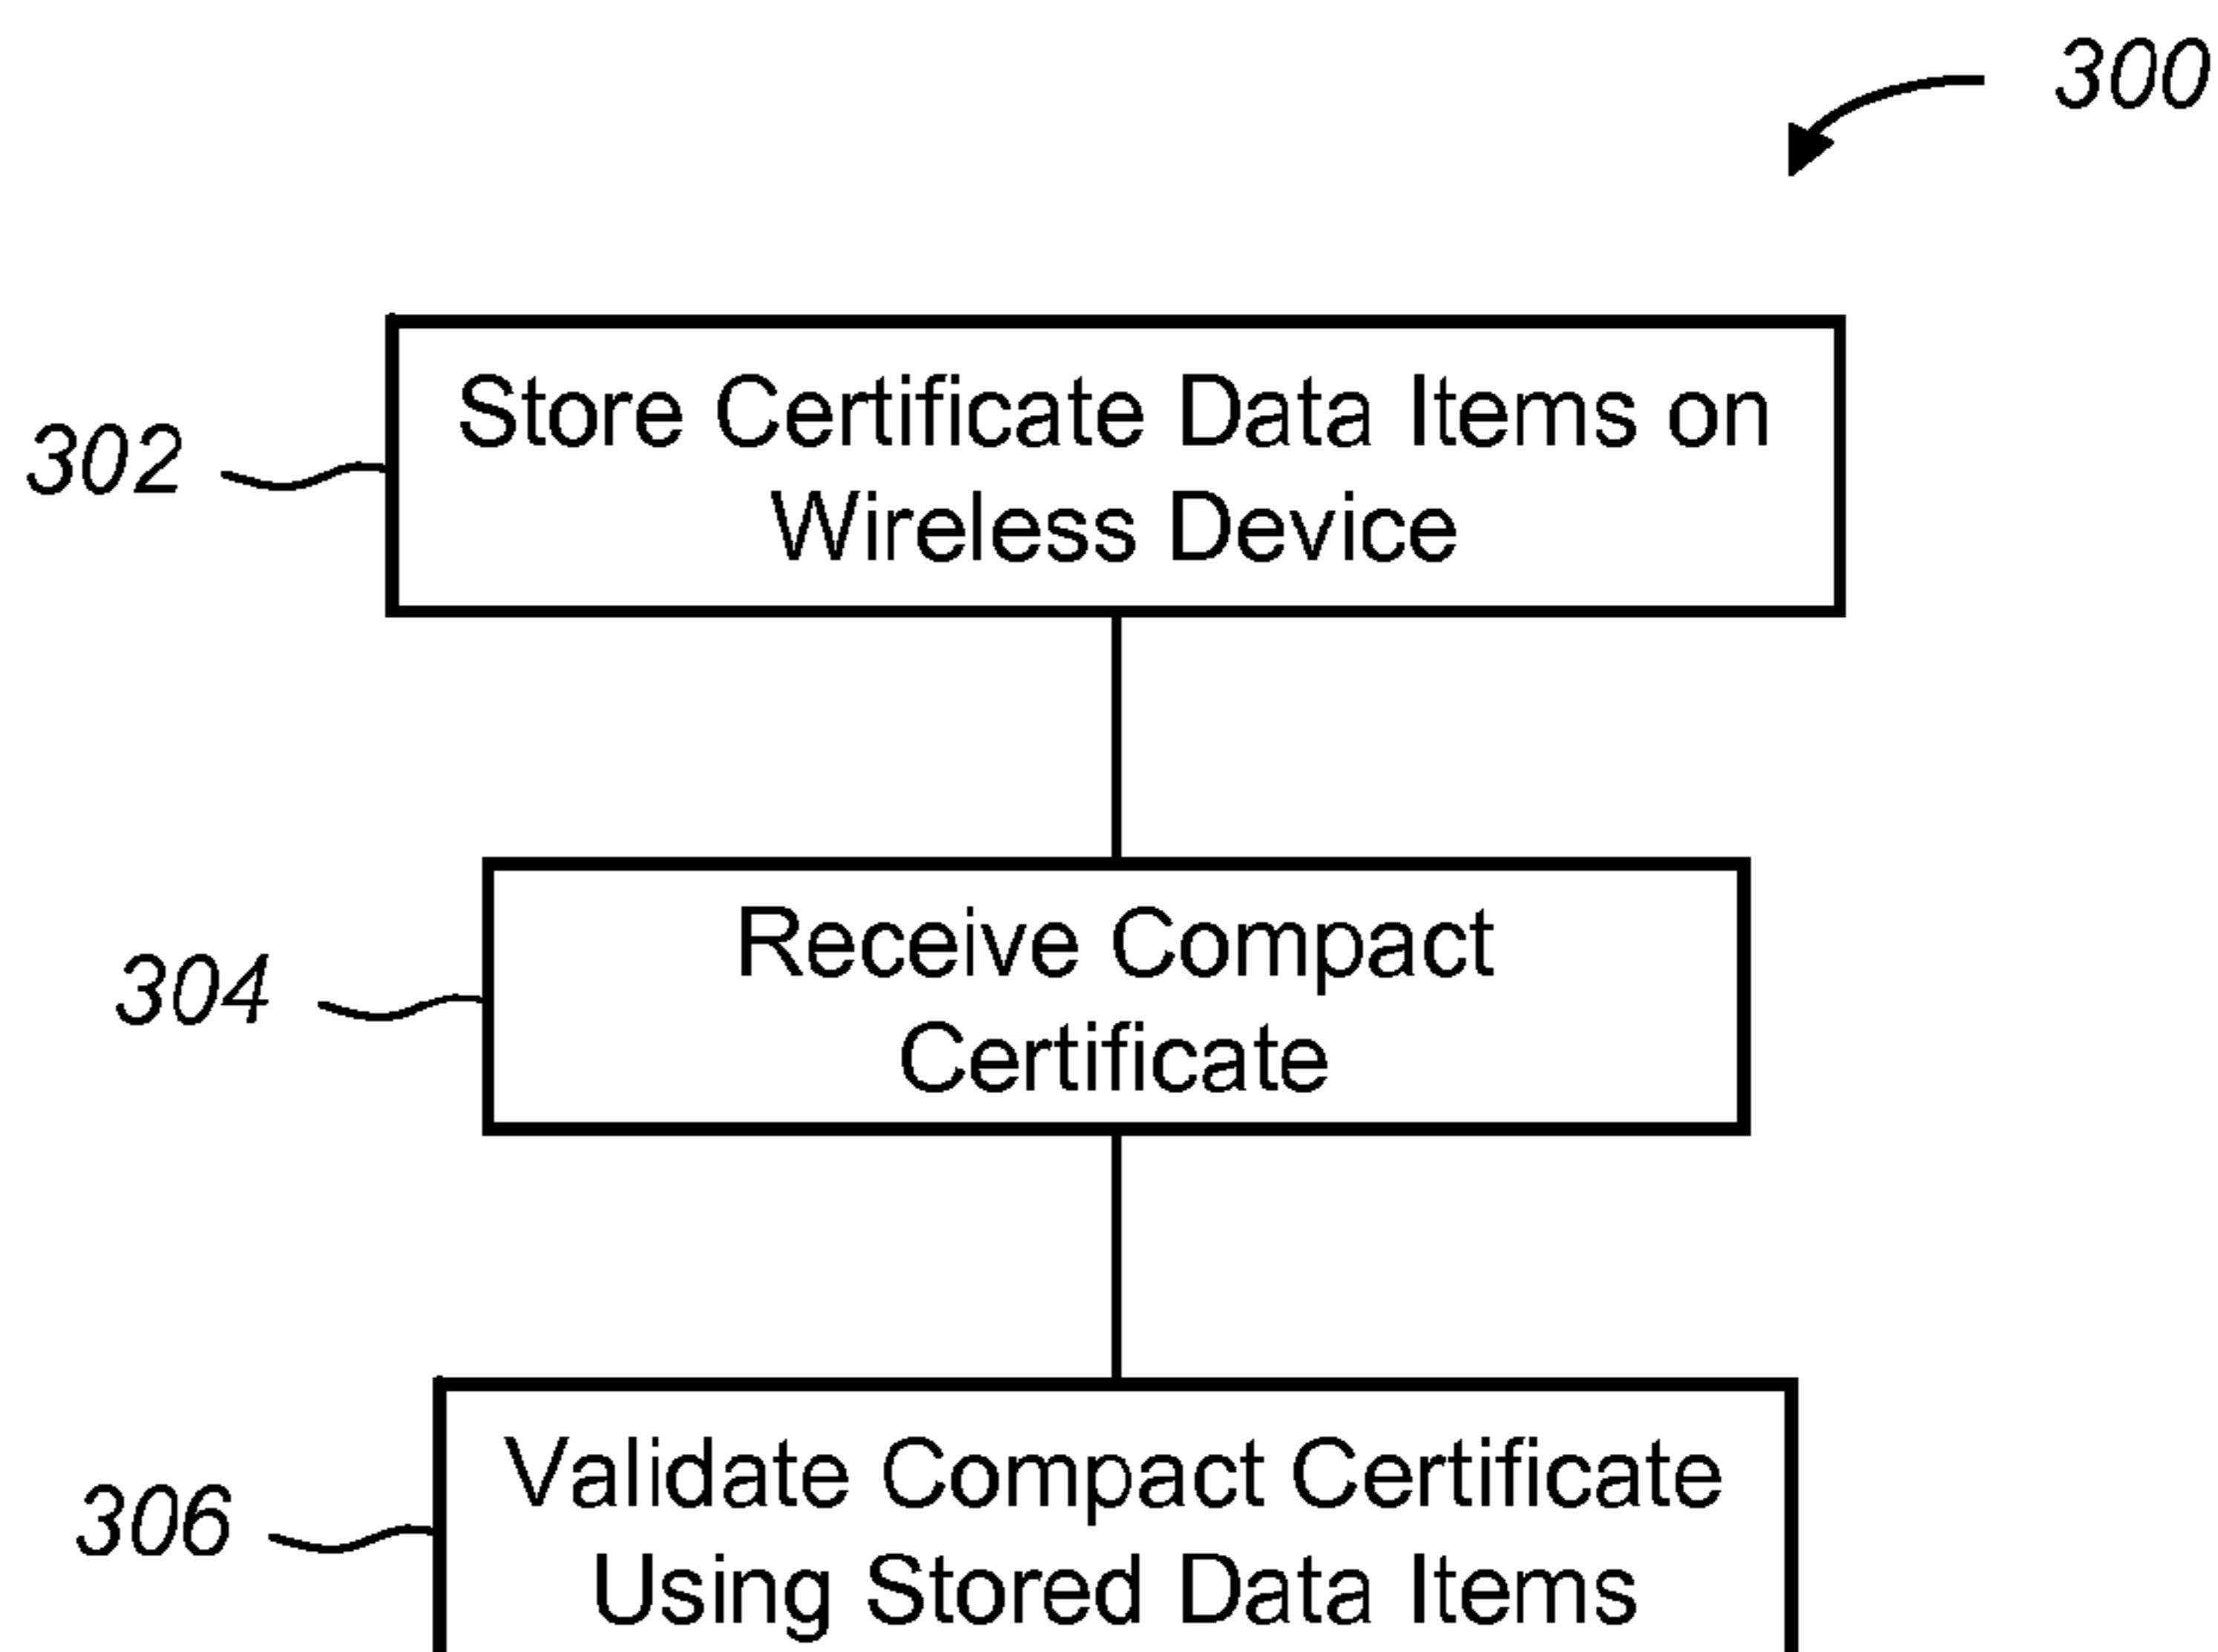 300
302
Store Certificate Data Items on
Wireless Device
304
Receive Compact
Certificate
306
Validate Compact Certificate
Using Stored Data Items